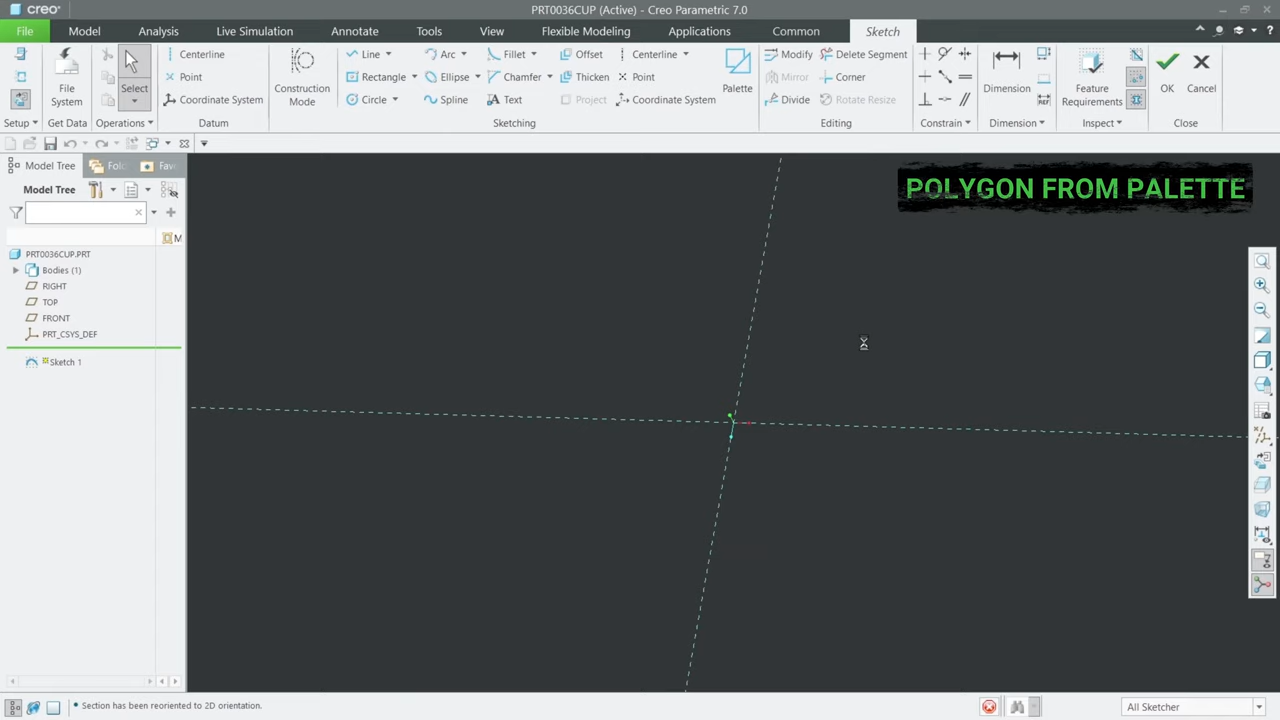 creo
PRT0036CUP (Active) - Creo Parametric 7.0
File Model Analysis Live Simulation Annotate Tools View Flexible Modeling Applications Common Sketch
Centerline Line Arc Fillet Offset Centerline Modify Delete Segment
Point Rectangle Ellipse Chamfer Thicken Point Mirror Corner
Coordinate System Circle Spline Text Project Coordinate System Divide Rotate Resize
File System Select Construction Mode Palette Dimension Feature Requirements OK Cancel
Setup Get Data Operations Datum Sketching Editing Constrain Dimension Inspect Close
Model Tree Fol Fav
Model Tree
M
PRT0036CUP.PRT
Bodies (1)
RIGHT
TOP
FRONT
PRT_CSYS_DEF
Sketch 1
POLYGON FROM PALETTE
• Section has been reoriented to 2D orientation.
All Sketcher